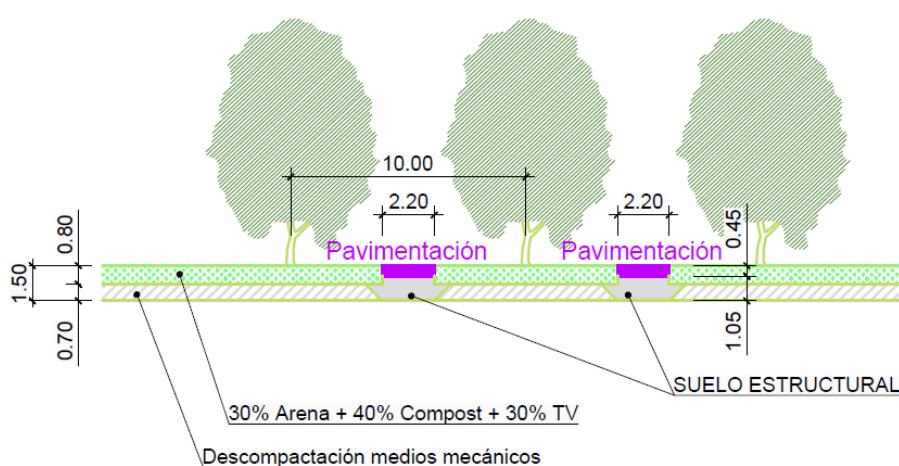 10.00
2.20
2.20
0.45
0.80
Pavimentación
Pavimentación
1.50
0.70
1.05
SUELO ESTRUCTURAL
30% Arena + 40% Compost + 30% TV
Descompactación medios mecánicos